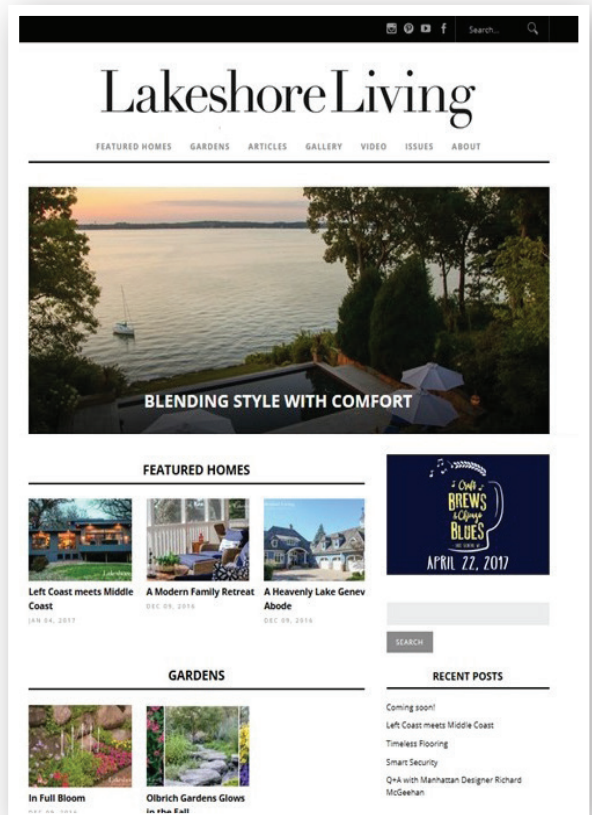 Search...
Lakeshore Living
FEATURED HOMES GARDENS ARTICLES GALLERY VIDEO ISSUES ABOUT
BLENDING STYLE WITH COMFORT
FEATURED HOMES
Left Coast meets Middle
Coast
JAN 04, 2017
A Modern Family Retreat
DEC 09, 2016
A Heavenly Lake Genev
Abode
DEC 09, 2016
GARDENS
In Full Bloom
DEC 09, 2016
Olbrich Gardens Glows
in the Fall
Craft
BREWS
& Chicago
BLUES
APRIL 22, 2017
SEARCH
RECENT POSTS
Coming soon!
Left Coast meets Middle Coast
Timeless Flooring
Smart Security
Q+A with Manhattan Designer Richard
McGeehan